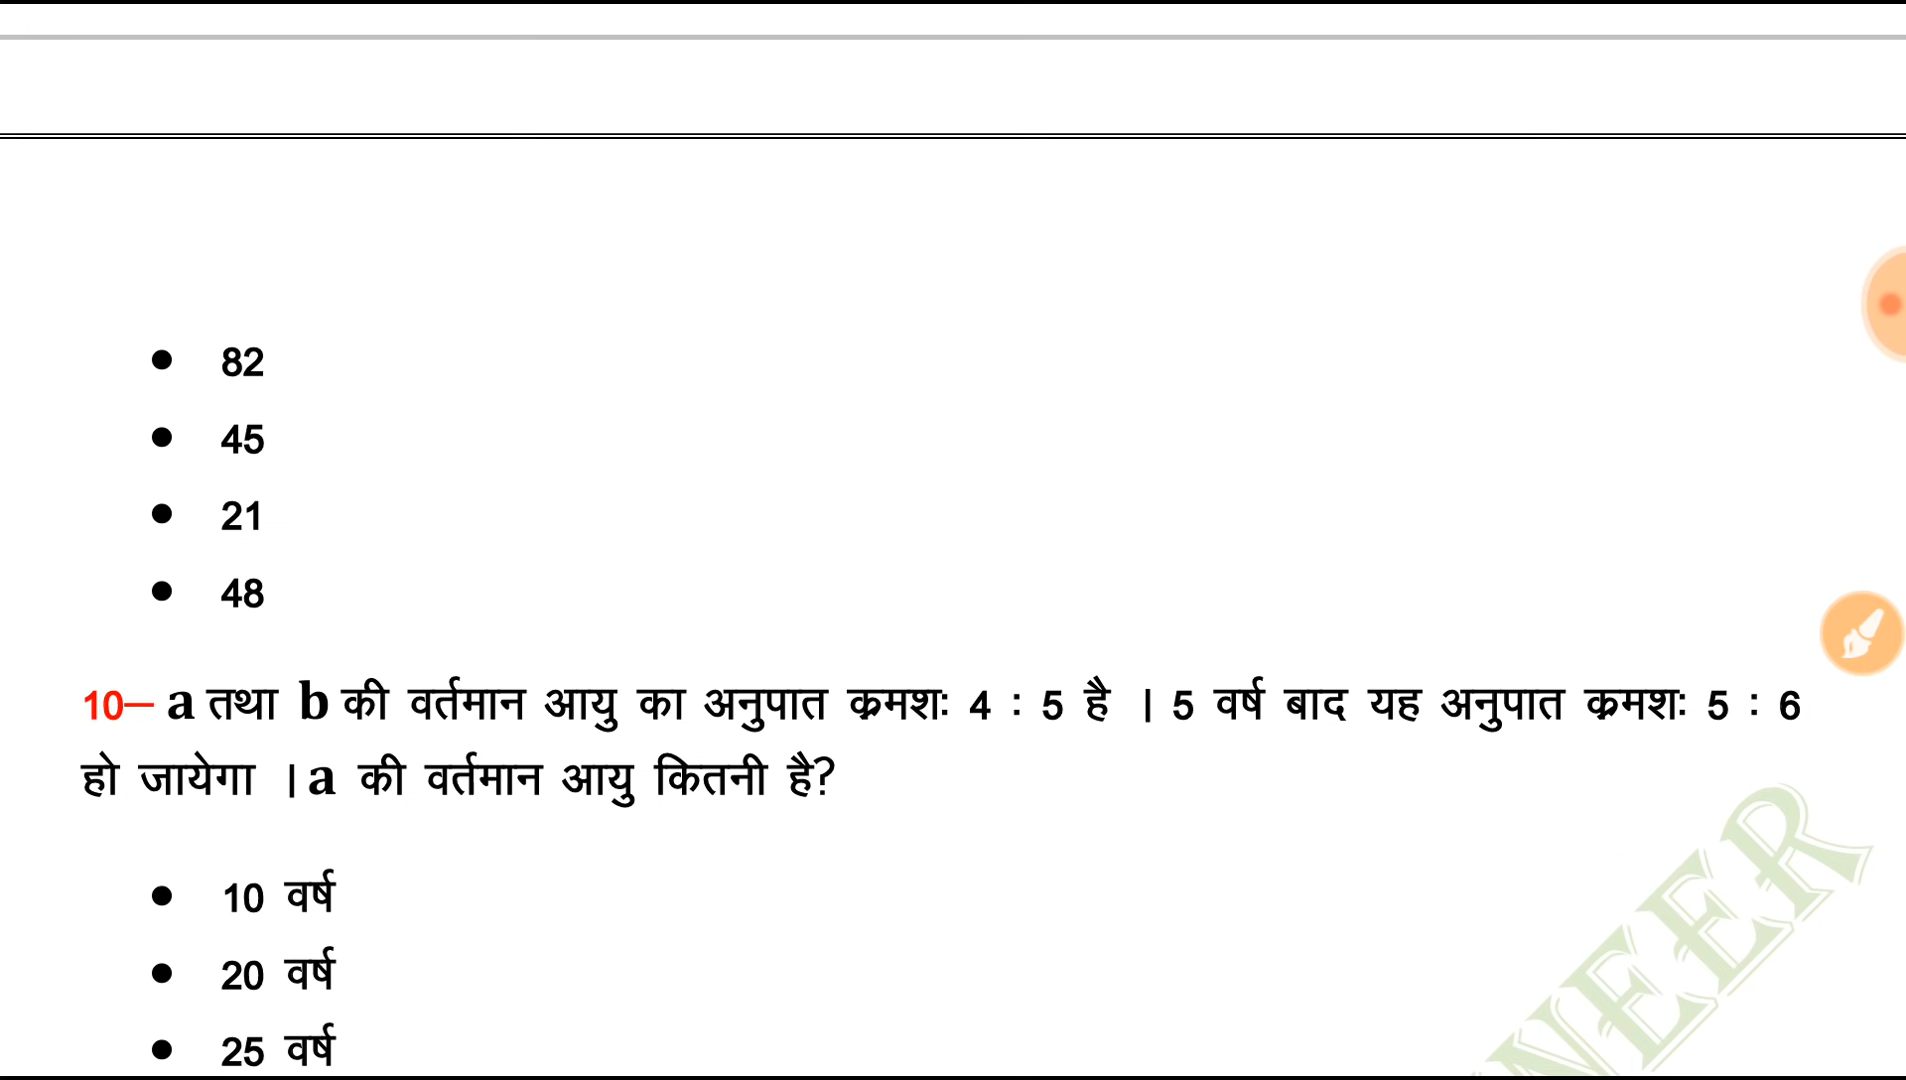 82
45
21
48
10– a तथा b की वर्तमान आयु का अनुपात क्रमशः 4 : 5 है । 5 वर्ष बाद यह अनुपात क्रमशः 5 : 6
हो जायेगा । a की वर्तमान आयु कितनी है?
10 वर्ष
20 वर्ष
25 वर्ष
NEER